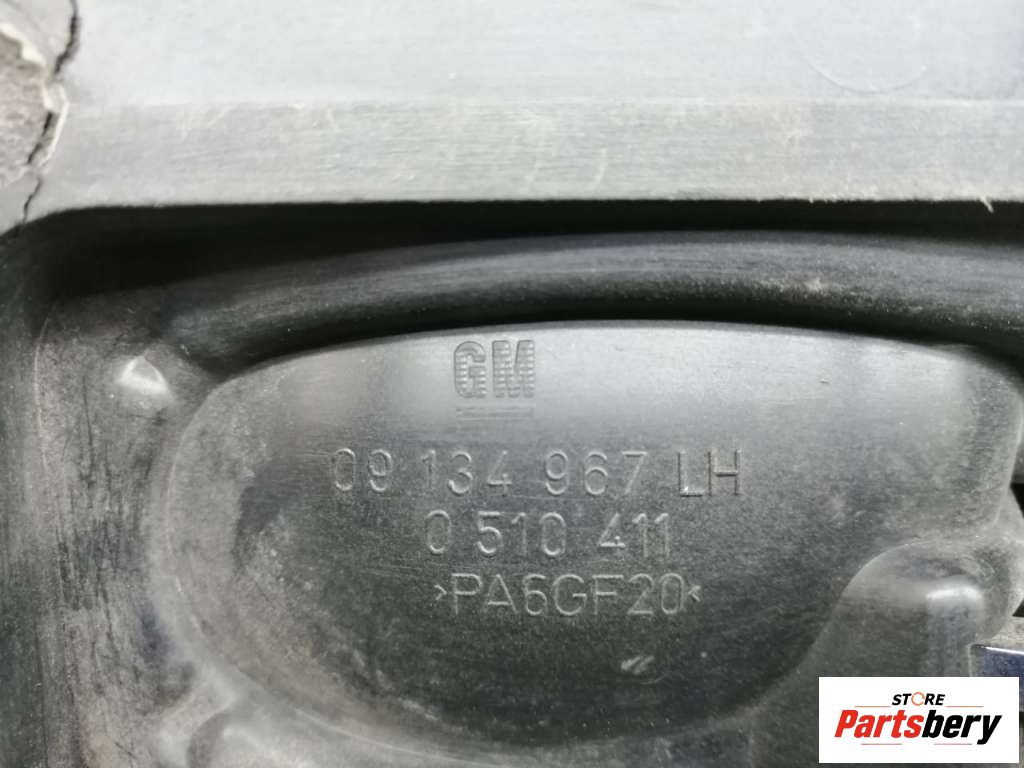 GM
09 134 967 LH
0 510 411
>PA6GF20<
STORE
Partsbery